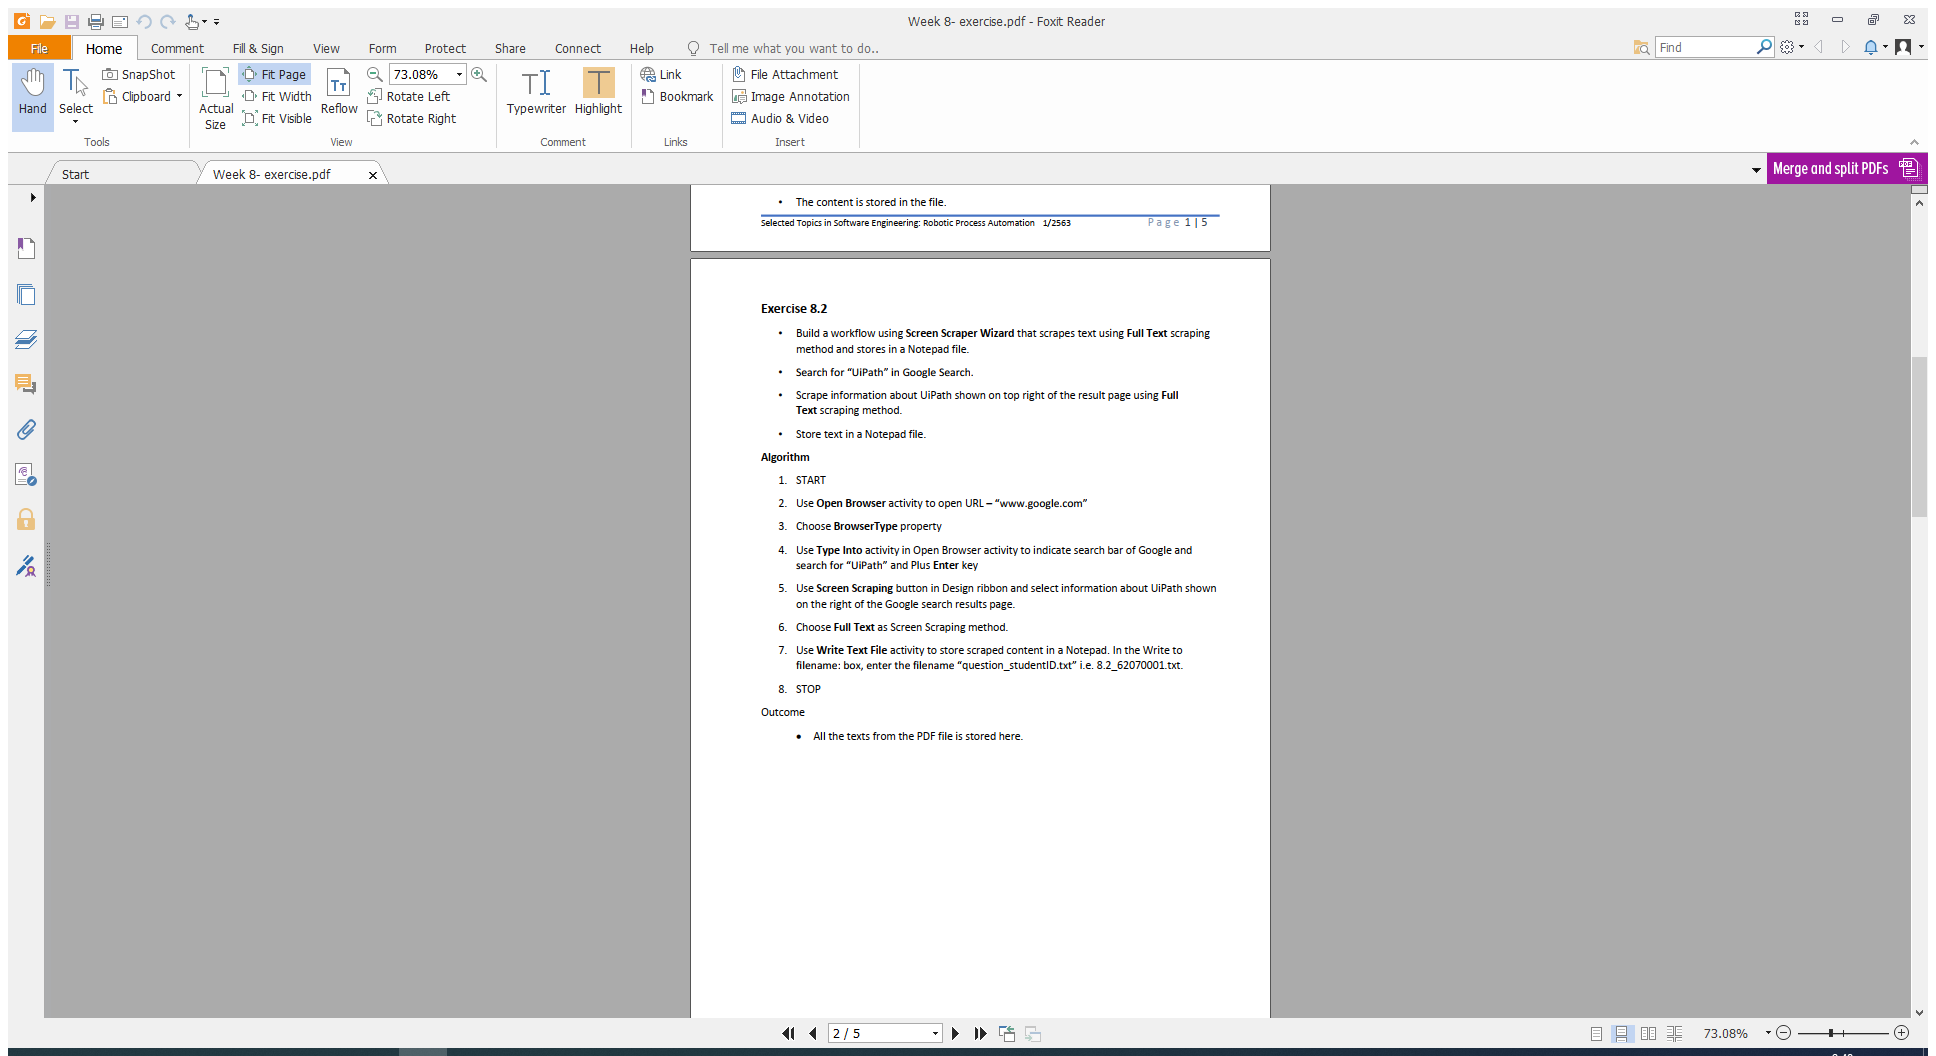 Week 8- exercise.pdf - Foxit Reader
File Home Comment Fill & Sign View Form Protect Share Connect Help Tell me what you want to do.. Find
Hand
Select
SnapShot
Clipboard
Tools
Actual
Size
Fit Page
Fit Width
Fit Visible
Reflow
73.08%
Rotate Left
Rotate Right
View
Typewriter
Highlight
Comment
Link
Bookmark
Links
File Attachment
Image Annotation
Audio & Video
Insert
Start
Week 8- exercise.pdf
Merge and split PDFs
• The content is stored in the file.
Selected Topics in Software Engineering: Robotic Process Automation 1/2563 Page 1 | 5
Exercise 8.2
• Build a workflow using Screen Scraper Wizard that scrapes text using Full Text scraping
method and stores in a Notepad file.
• Search for “UiPath” in Google Search.
• Scrape information about UiPath shown on top right of the result page using Full
Text scraping method.
• Store text in a Notepad file.
Algorithm
1. START
2. Use Open Browser activity to open URL – “www.google.com”
3. Choose BrowserType property
4. Use Type Into activity in Open Browser activity to indicate search bar of Google and
search for “UiPath” and Plus Enter key
5. Use Screen Scraping button in Design ribbon and select information about UiPath shown
on the right of the Google search results page.
6. Choose Full Text as Screen Scraping method.
7. Use Write Text File activity to store scraped content in a Notepad. In the Write to
filename: box, enter the filename “question_studentID.txt” i.e. 8.2_62070001.txt.
8. STOP
Outcome
• All the texts from the PDF file is stored here.
2 / 5
73.08%